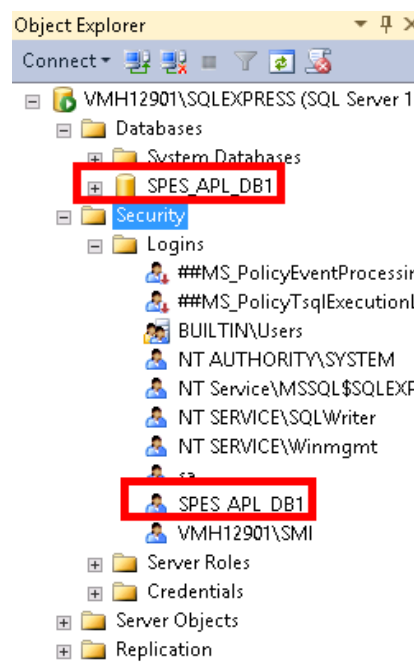 Object Explorer
Connect
VMH12901\SQLEXPRESS (SQL Server 1
Databases
System Databases
SPES_APL_DB1
Security
Logins
##MS_PolicyEventProcessin
##MS_PolicyTsqlExecutionL
BUILTIN\Users
NT AUTHORITY\SYSTEM
NT Service\MSSQL$SQLEXP
NT SERVICE\SQLWriter
NT SERVICE\Winmgmt
sa
SPES_APL_DB1
VMH12901\SMI
Server Roles
Credentials
Server Objects
Replication